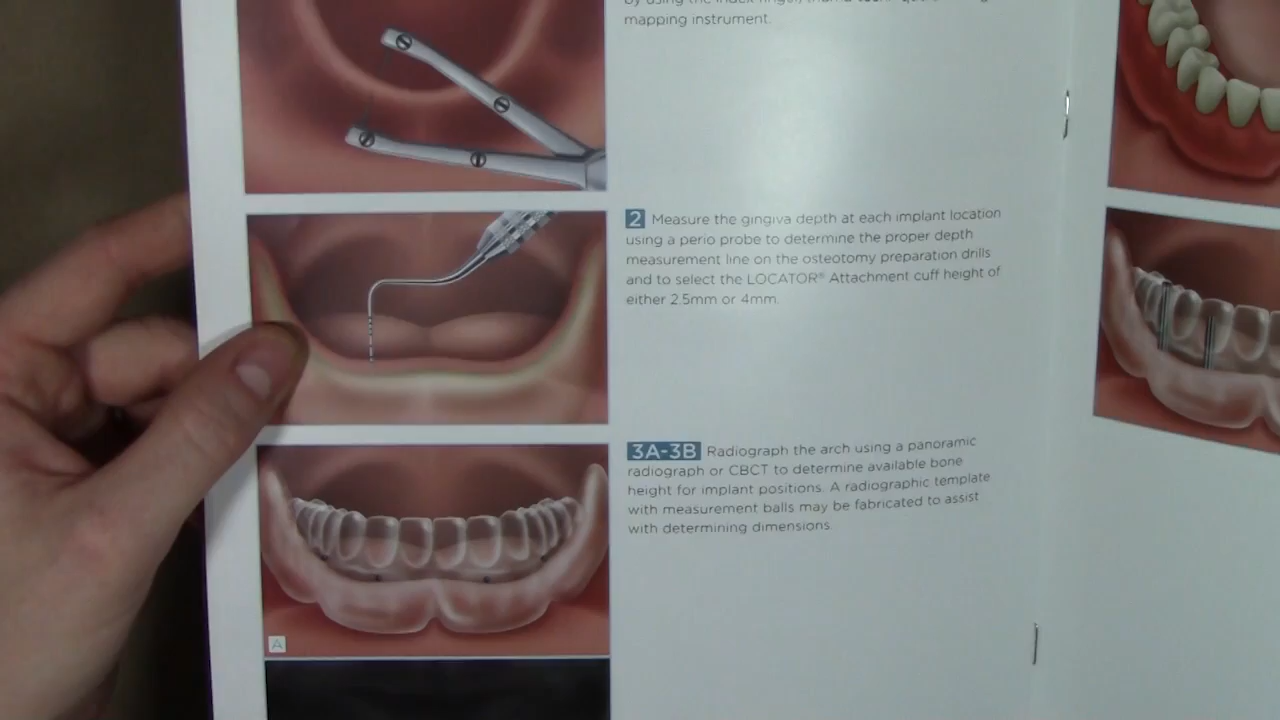 mapping instrument.
2 Measure the gingiva depth at each implant location
using a perio probe to determine the proper depth
measurement line on the osteotomy preparation drills
and to select the LOCATOR® Attachment cuff height of
either 2.5mm or 4mm.
3A-3B Radiograph the arch using a panoramic
radiograph or CBCT to determine available bone
height for implant positions. A radiographic template
with measurement balls may be fabricated to assist
with determining dimensions.
A